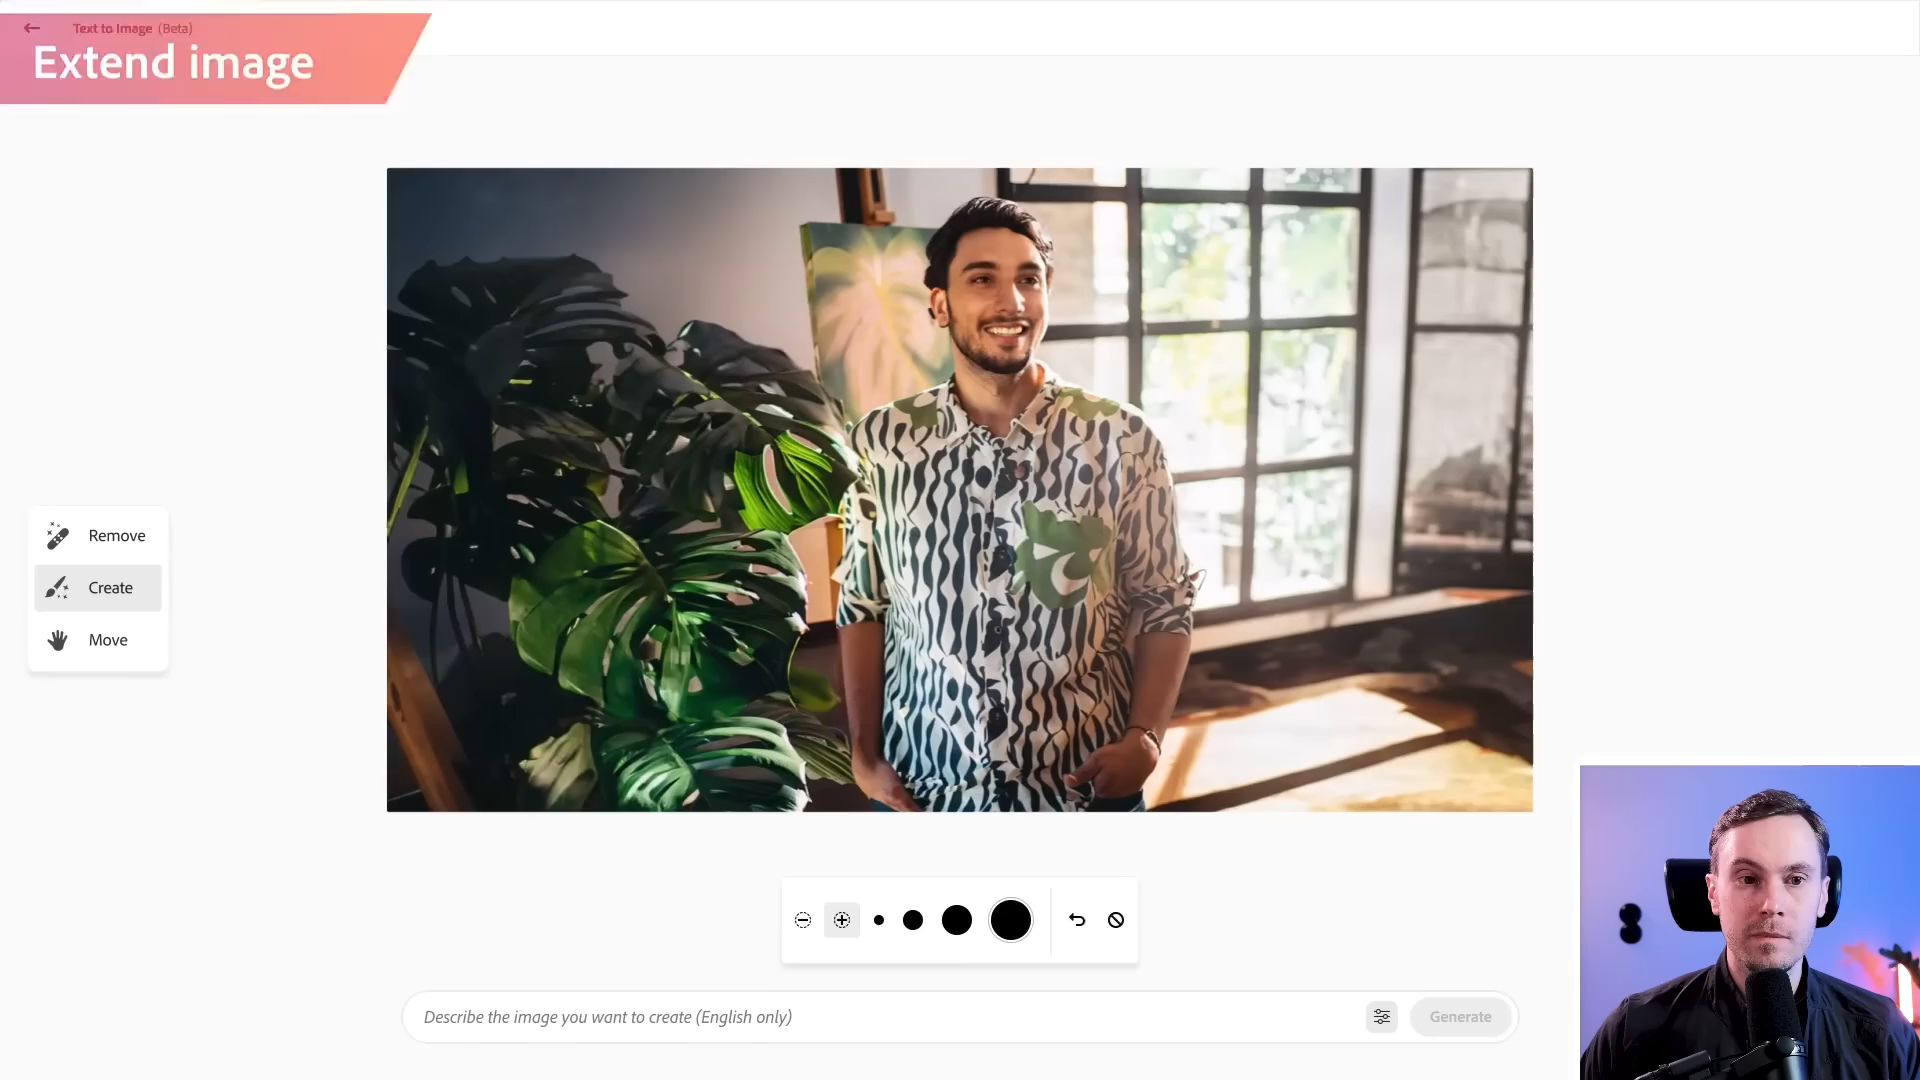 Text to Image (Beta)
Extend image
Remove
Create
Move
Describe the image you want to create (English only)
Generate